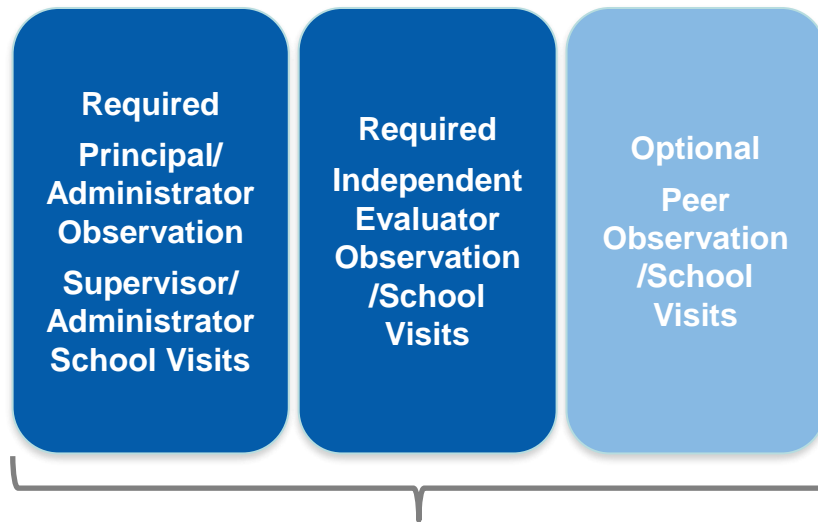 Required
Principal/
Administrator
Observation
Supervisor/
Administrator
School Visits
Required
Independent
Evaluator
Observation
/School
Visits
Optional
Peer
Observation
/School
Visits